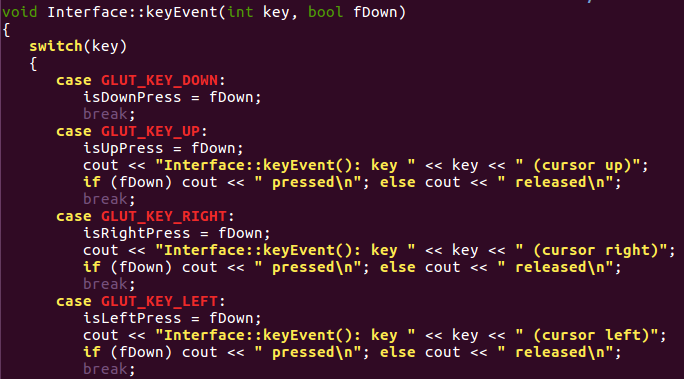 void Interface::keyEvent(int key, bool fDown)
{
   switch(key)
   {
      case GLUT_KEY_DOWN:
         isDownPress = fDown;
         break;
      case GLUT_KEY_UP:
         isUpPress = fDown;
         cout << "Interface::keyEvent(): key " << key << " (cursor up)";
         if (fDown) cout << " pressed\n"; else cout << " released\n";
         break;
      case GLUT_KEY_RIGHT:
         isRightPress = fDown;
         cout << "Interface::keyEvent(): key " << key << " (cursor right)";
         if (fDown) cout << " pressed\n"; else cout << " released\n";
         break;
      case GLUT_KEY_LEFT:
         isLeftPress = fDown;
         cout << "Interface::keyEvent(): key " << key << " (cursor left)";
         if (fDown) cout << " pressed\n"; else cout << " released\n";
         break;